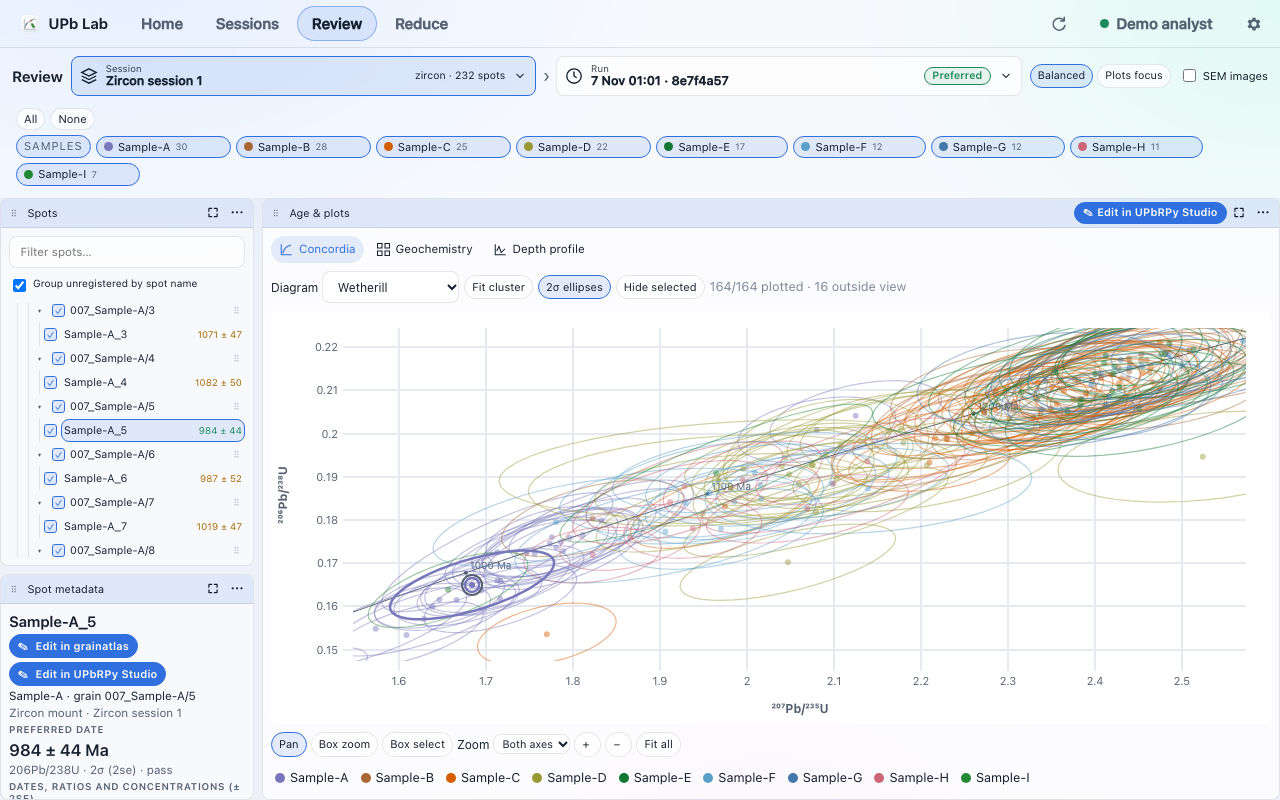 UPb Lab Home Sessions Review Reduce Demo analyst
Review Session Zircon session 1 zircon · 232 spots › Run 7 Nov 01:01 · 8e7f4a57 Preferred Balanced Plots focus SEM images
All None
SAMPLES Sample-A 30 Sample-B 28 Sample-C 25 Sample-D 22 Sample-E 17 Sample-F 12 Sample-G 12 Sample-H 11
Sample-I 7
Spots
Filter spots...
Group unregistered by spot name
007_Sample-A/3
Sample-A_3 1071 ± 47
007_Sample-A/4
Sample-A_4 1082 ± 50
007_Sample-A/5
Sample-A_5 984 ± 44
007_Sample-A/6
Sample-A_6 987 ± 52
007_Sample-A/7
Sample-A_7 1019 ± 47
007_Sample-A/8
Spot metadata
Sample-A_5
Edit in grainatlas
Edit in UPbRPy Studio
Sample-A · grain 007_Sample-A/5
Zircon mount · Zircon session 1
PREFERRED DATE
984 ± 44 Ma
206Pb/238U · 2σ (2se) · pass
DATES, RATIOS AND CONCENTRATIONS (±
2SE)
Age & plots Edit in UPbRPy Studio
Concordia Geochemistry Depth profile
Diagram Wetherill Fit cluster 2σ ellipses Hide selected 164/164 plotted · 16 outside view
0.22
0.21
0.2
0.19
0.18
0.17
0.16
0.15
²⁰⁶Pb/²³⁸U
1200 Ma
1100 Ma
1000 Ma
1.6 1.7 1.8 1.9 2 2.1 2.2 2.3 2.4 2.5
²⁰⁷Pb/²³⁵U
Pan Box zoom Box select Zoom Both axes + − Fit all
Sample-A Sample-B Sample-C Sample-D Sample-E Sample-F Sample-G Sample-H Sample-I